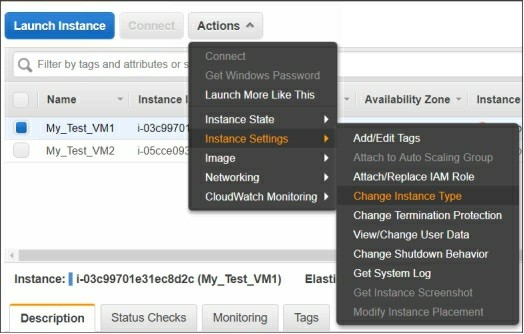 Launch Instance Connect Actions
Connect
Get Windows Password
Filter by tags and attributes or
Launch More Like This
Name Availability Zone Instance
Instance State
My_Test_VM1 i-03c99701
Instance Settings
Add/Edit Tags
My_Test_VM2 i-05cce093
Image
Attach to Auto Scaling Group
Networking
Attach/Replace IAM Role
CloudWatch Monitoring
Change Instance Type
Change Termination Protection
View/Change User Data
Change Shutdown Behavior
Instance: i-03c99701e31ec8d2c (My_Test_VM1)
Get System Log
Get Instance Screenshot
Modify Instance Placement
Description Status Checks Monitoring Tags